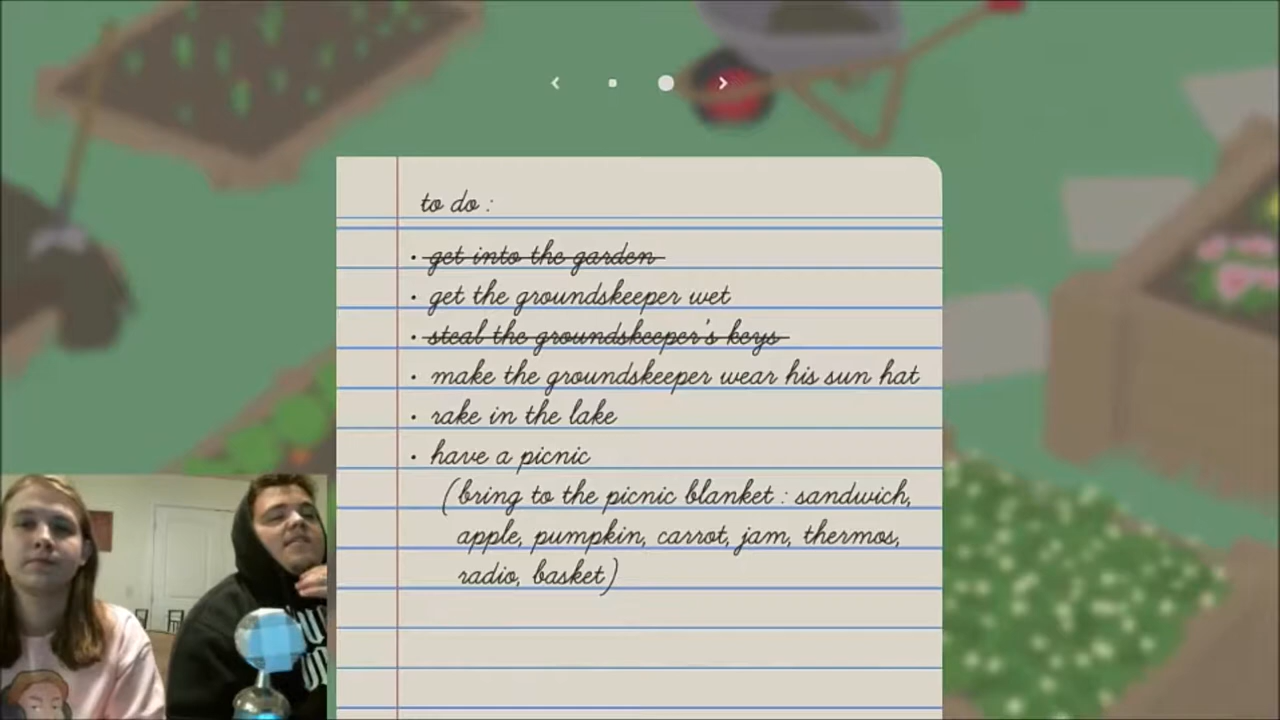 to do :
· get into the garden
· get the groundskeeper wet
· steal the groundskeeper's keys
· make the groundskeeper wear his sun hat
· rake in the lake
· have a picnic
(bring to the picnic blanket : sandwich,
apple, pumpkin, carrot, jam, thermos,
radio, basket)